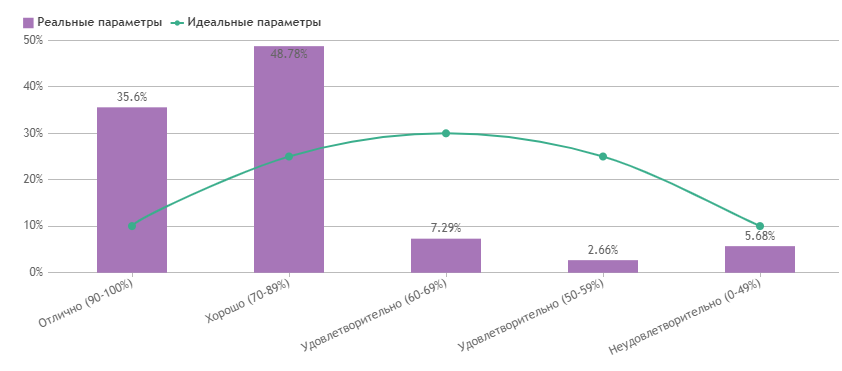 Реальные параметры Идеальные параметры
50%
40%
30%
20%
10%
0%
35.6%
48.78%
7.29%
2.66%
5.68%
Отлично (90-100%)
Хорошо (70-89%)
Удовлетворительно (60-69%)
Удовлетворительно (50-59%)
Неудовлетворительно (0-49%)